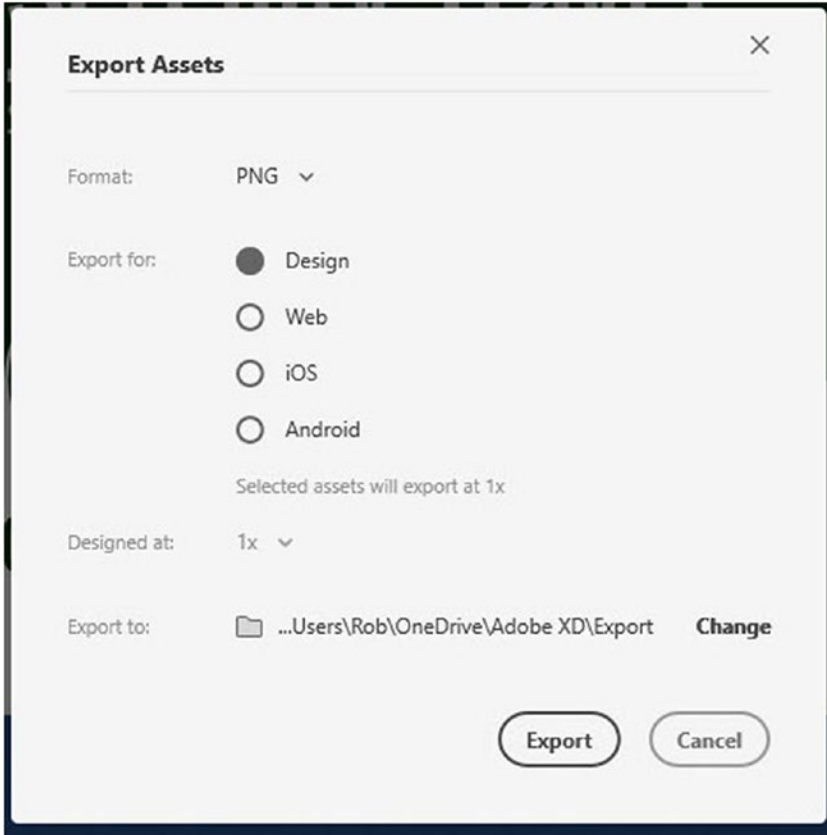 Export Assets
Format: PNG
Export for: Design
Web
iOS
Android
Selected assets will export at 1x
Designed at: 1x
Export to: ...Users\Rob\OneDrive\Adobe XD\Export Change
Export Cancel